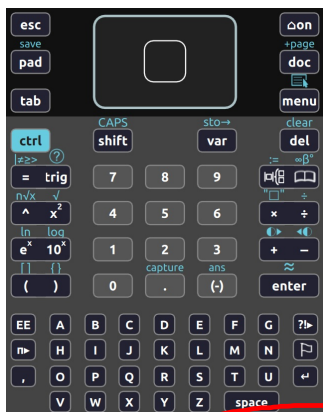 esc ⌂on
save +page
pad doc
tab menu
CAPS sto→ clear
ctrl shift var del
|≠≥> ? := ∞β°
= trig 7 8 9
n√x √ "□" ÷
^ x² 4 5 6 × ÷
ln log
eˣ 10ˣ 1 2 3 + −
[ ] { } capture ans ≈
( ) 0 . (-) enter
EE A B C D E F G ?!▸
π▸ H I J K L M N
, O P Q R S T U ↵
V W X Y Z space